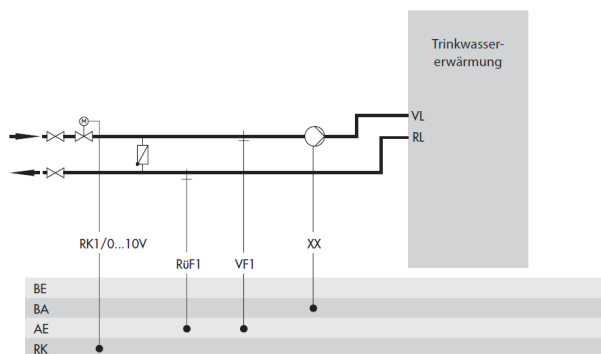 Trinkwasser-
erwärmung
M
VL
RL
RK1/0...10V
RüF1
VF1
XX
BE
BA
AE
RK